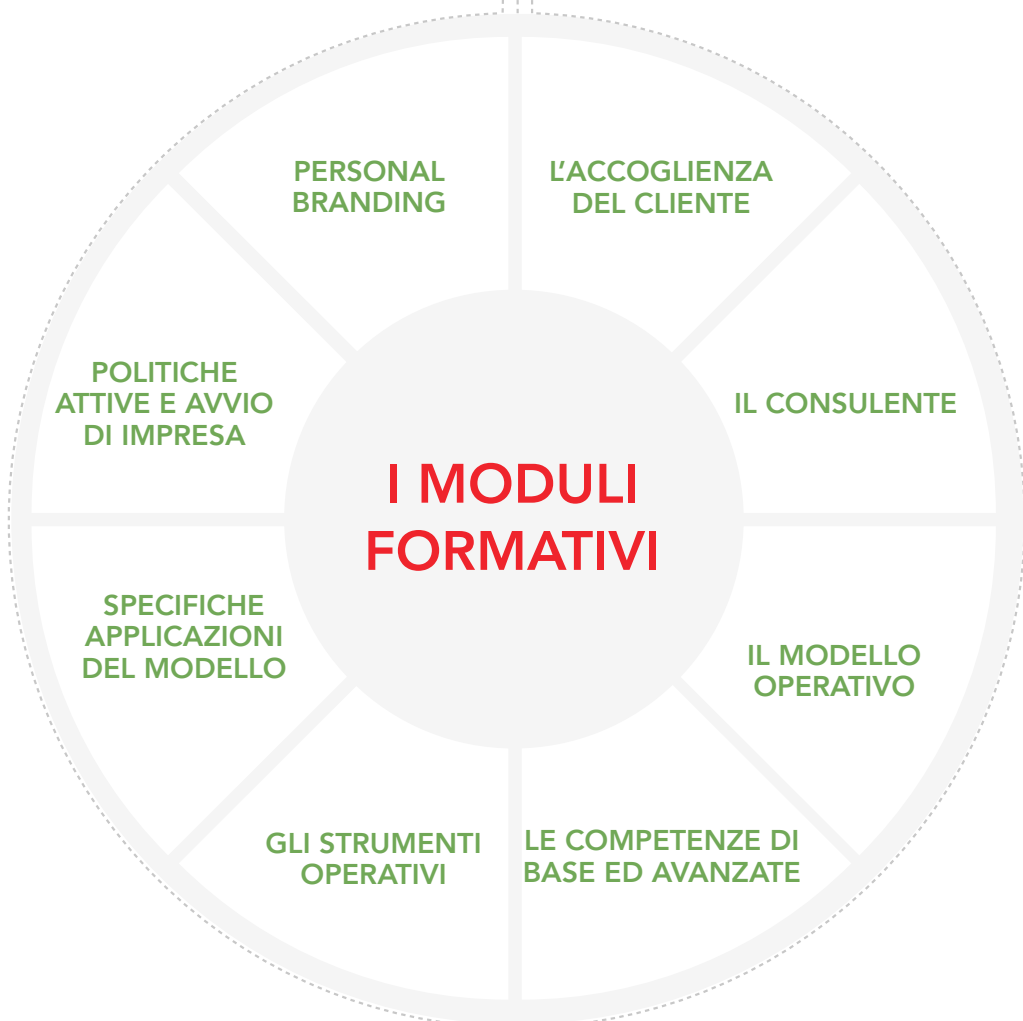 PERSONAL
BRANDING
L'ACCOGLIENZA
DEL CLIENTE
POLITICHE
ATTIVE E AVVIO
DI IMPRESA
IL CONSULENTE
I MODULI
FORMATIVI
SPECIFICHE
APPLICAZIONI
DEL MODELLO
IL MODELLO
OPERATIVO
GLI STRUMENTI
OPERATIVI
LE COMPETENZE DI
BASE ED AVANZATE